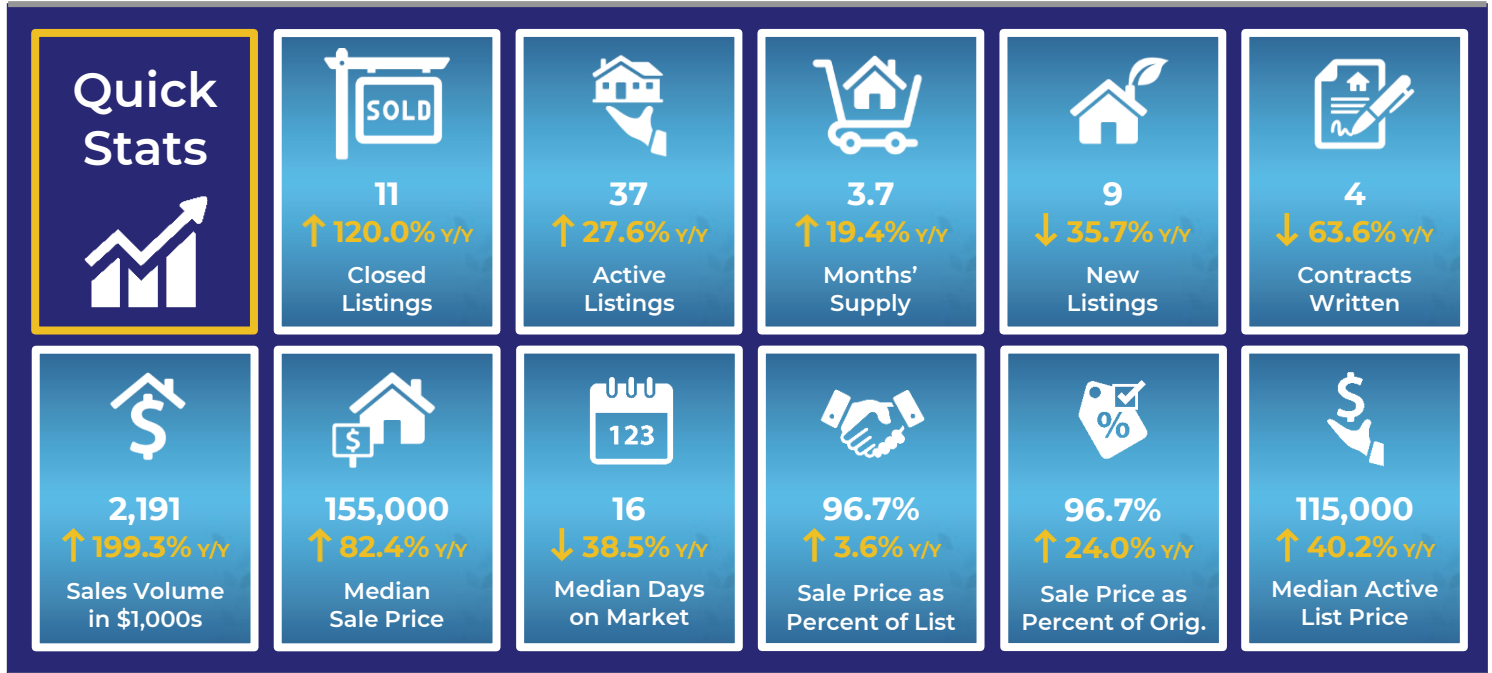 Quick
Stats
SOLD
11
↑ 120.0% Y/Y
Closed
Listings
37
↑ 27.6% Y/Y
Active
Listings
3.7
↑ 19.4% Y/Y
Months’
Supply
9
↓ 35.7% Y/Y
New
Listings
4
↓ 63.6% Y/Y
Contracts
Written
$
2,191
↑ 199.3% Y/Y
Sales Volume
in $1,000s
$
155,000
↑ 82.4% Y/Y
Median
Sale Price
123
16
↓ 38.5% Y/Y
Median Days
on Market
96.7%
↑ 3.6% Y/Y
Sale Price as
Percent of List
%
96.7%
↑ 24.0% Y/Y
Sale Price as
Percent of Orig.
$
115,000
↑ 40.2% Y/Y
Median Active
List Price